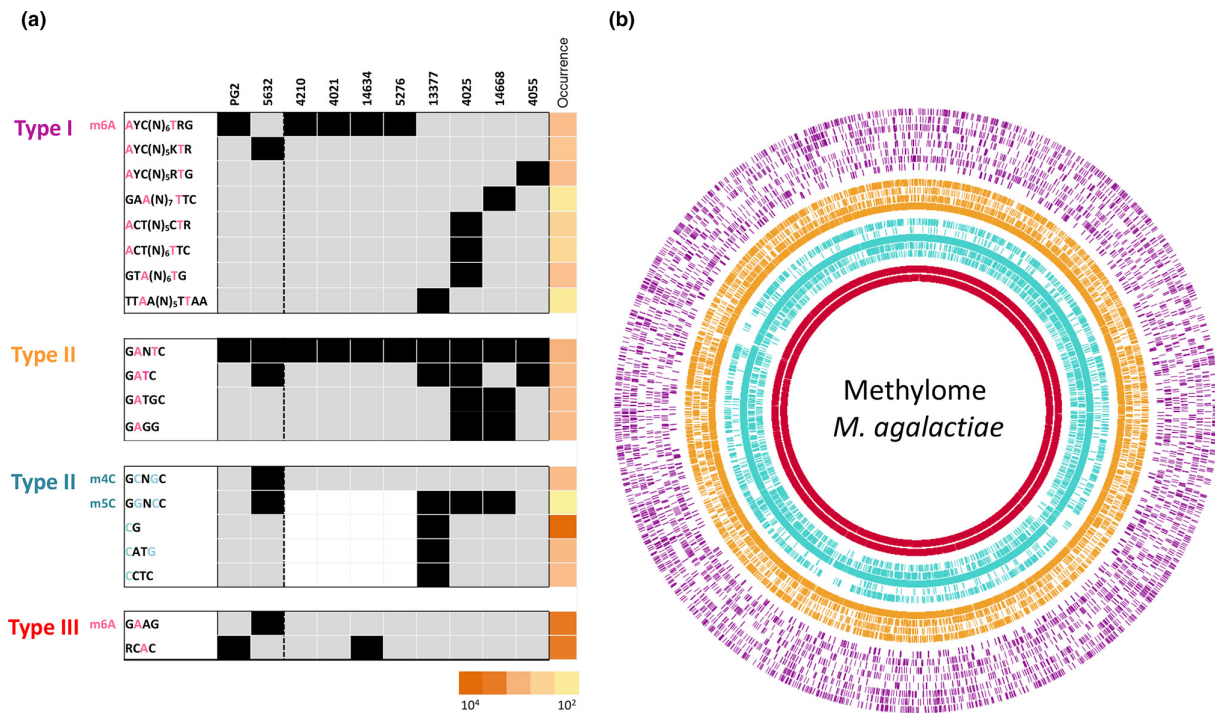 (a)
(b)
PG2 5632 4210 4021 14634 5276 13377 4025 14668 4055 Occurrence
Type I m6A AYC(N)₆TRG
AYC(N)₅KTR
AYC(N)₅RTG
GAA(N)₇ TTC
ACT(N)₅CTR
ACT(N)₆TTC
GTA(N)₆TG
TTAA(N)₅TTAA
Type II GANTC
GATC
GATGC
GAGG
Type II m4C GCNGC
m5C GGNCC
CG
CATG
CCTC
Type III m6A GAAG
RCAC
10⁴ 10²
Methylome
M. agalactiae